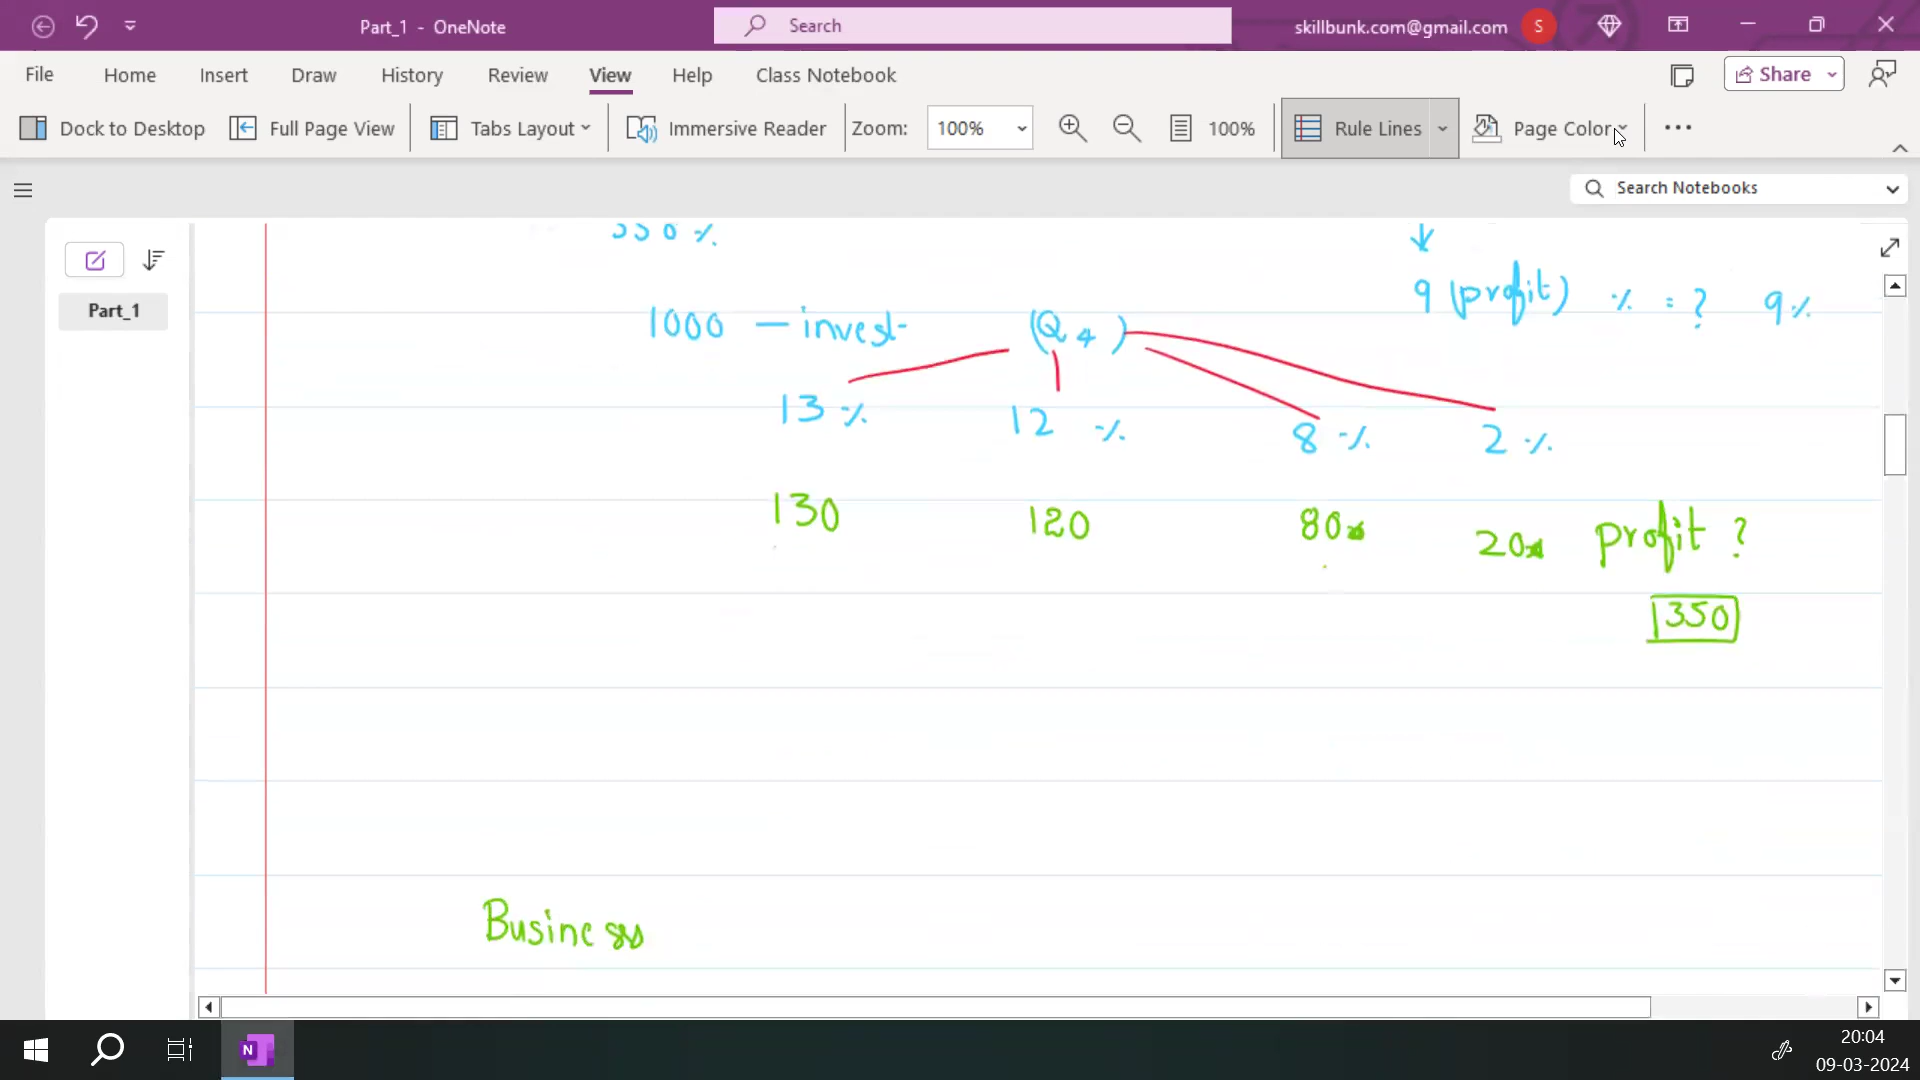 Part_1 - OneNote
Search
skillbunk.com@gmail.com
S
File Home Insert Draw History Review View Help Class Notebook
Share
Dock to Desktop Full Page View Tabs Layout Immersive Reader Zoom: 100% 100% Rule Lines Page Color
Search Notebooks
Part_1
350 %
9 (profit) % = ? 9%
1000 — invest (Q4)
13 % 12 % 8 % 2 %
130 120 80 20 profit ?
1350
Business
N
20:04
09-03-2024